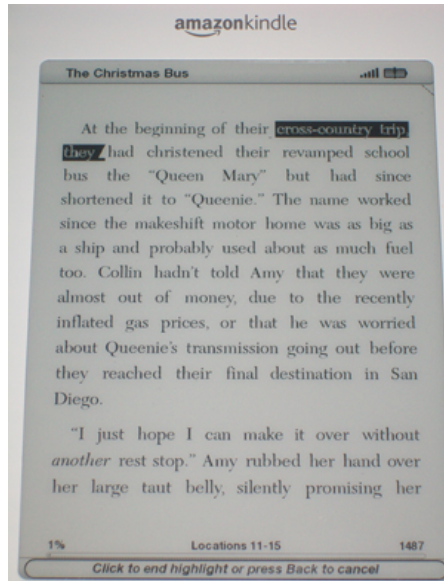 amazonkindle
The Christmas Bus
At the beginning of their cross-country trip,
they had christened their revamped school
bus the “Queen Mary” but had since
shortened it to “Queenie.” The name worked
since the makeshift motor home was as big as
a ship and probably used about as much fuel
too. Collin hadn’t told Amy that they were
almost out of money, due to the recently
inflated gas prices, or that he was worried
about Queenie’s transmission going out before
they reached their final destination in San
Diego.
“I just hope I can make it over without
another rest stop.” Amy rubbed her hand over
her large taut belly, silently promising her
1% Locations 11-15 1487
Click to end highlight or press Back to cancel